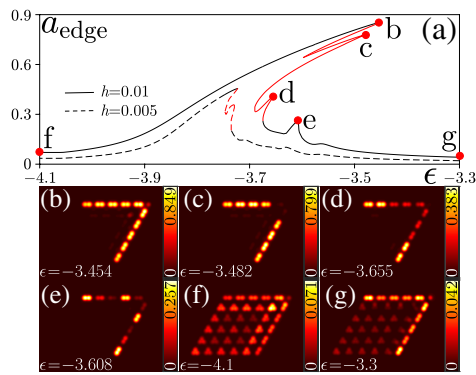 a_edge
(a)
0.9
0.6
0.3
0
h=0.01
h=0.005
b
c
d
e
f
g
−4.1 −3.9 −3.7 −3.5 ϵ −3.3
(b) ϵ=−3.454 0 0.849
(c) ϵ=−3.482 0 0.799
(d) ϵ=−3.655 0 0.383
(e) ϵ=−3.608 0 0.257
(f) ϵ=−4.1 0 0.071
(g) ϵ=−3.3 0 0.042